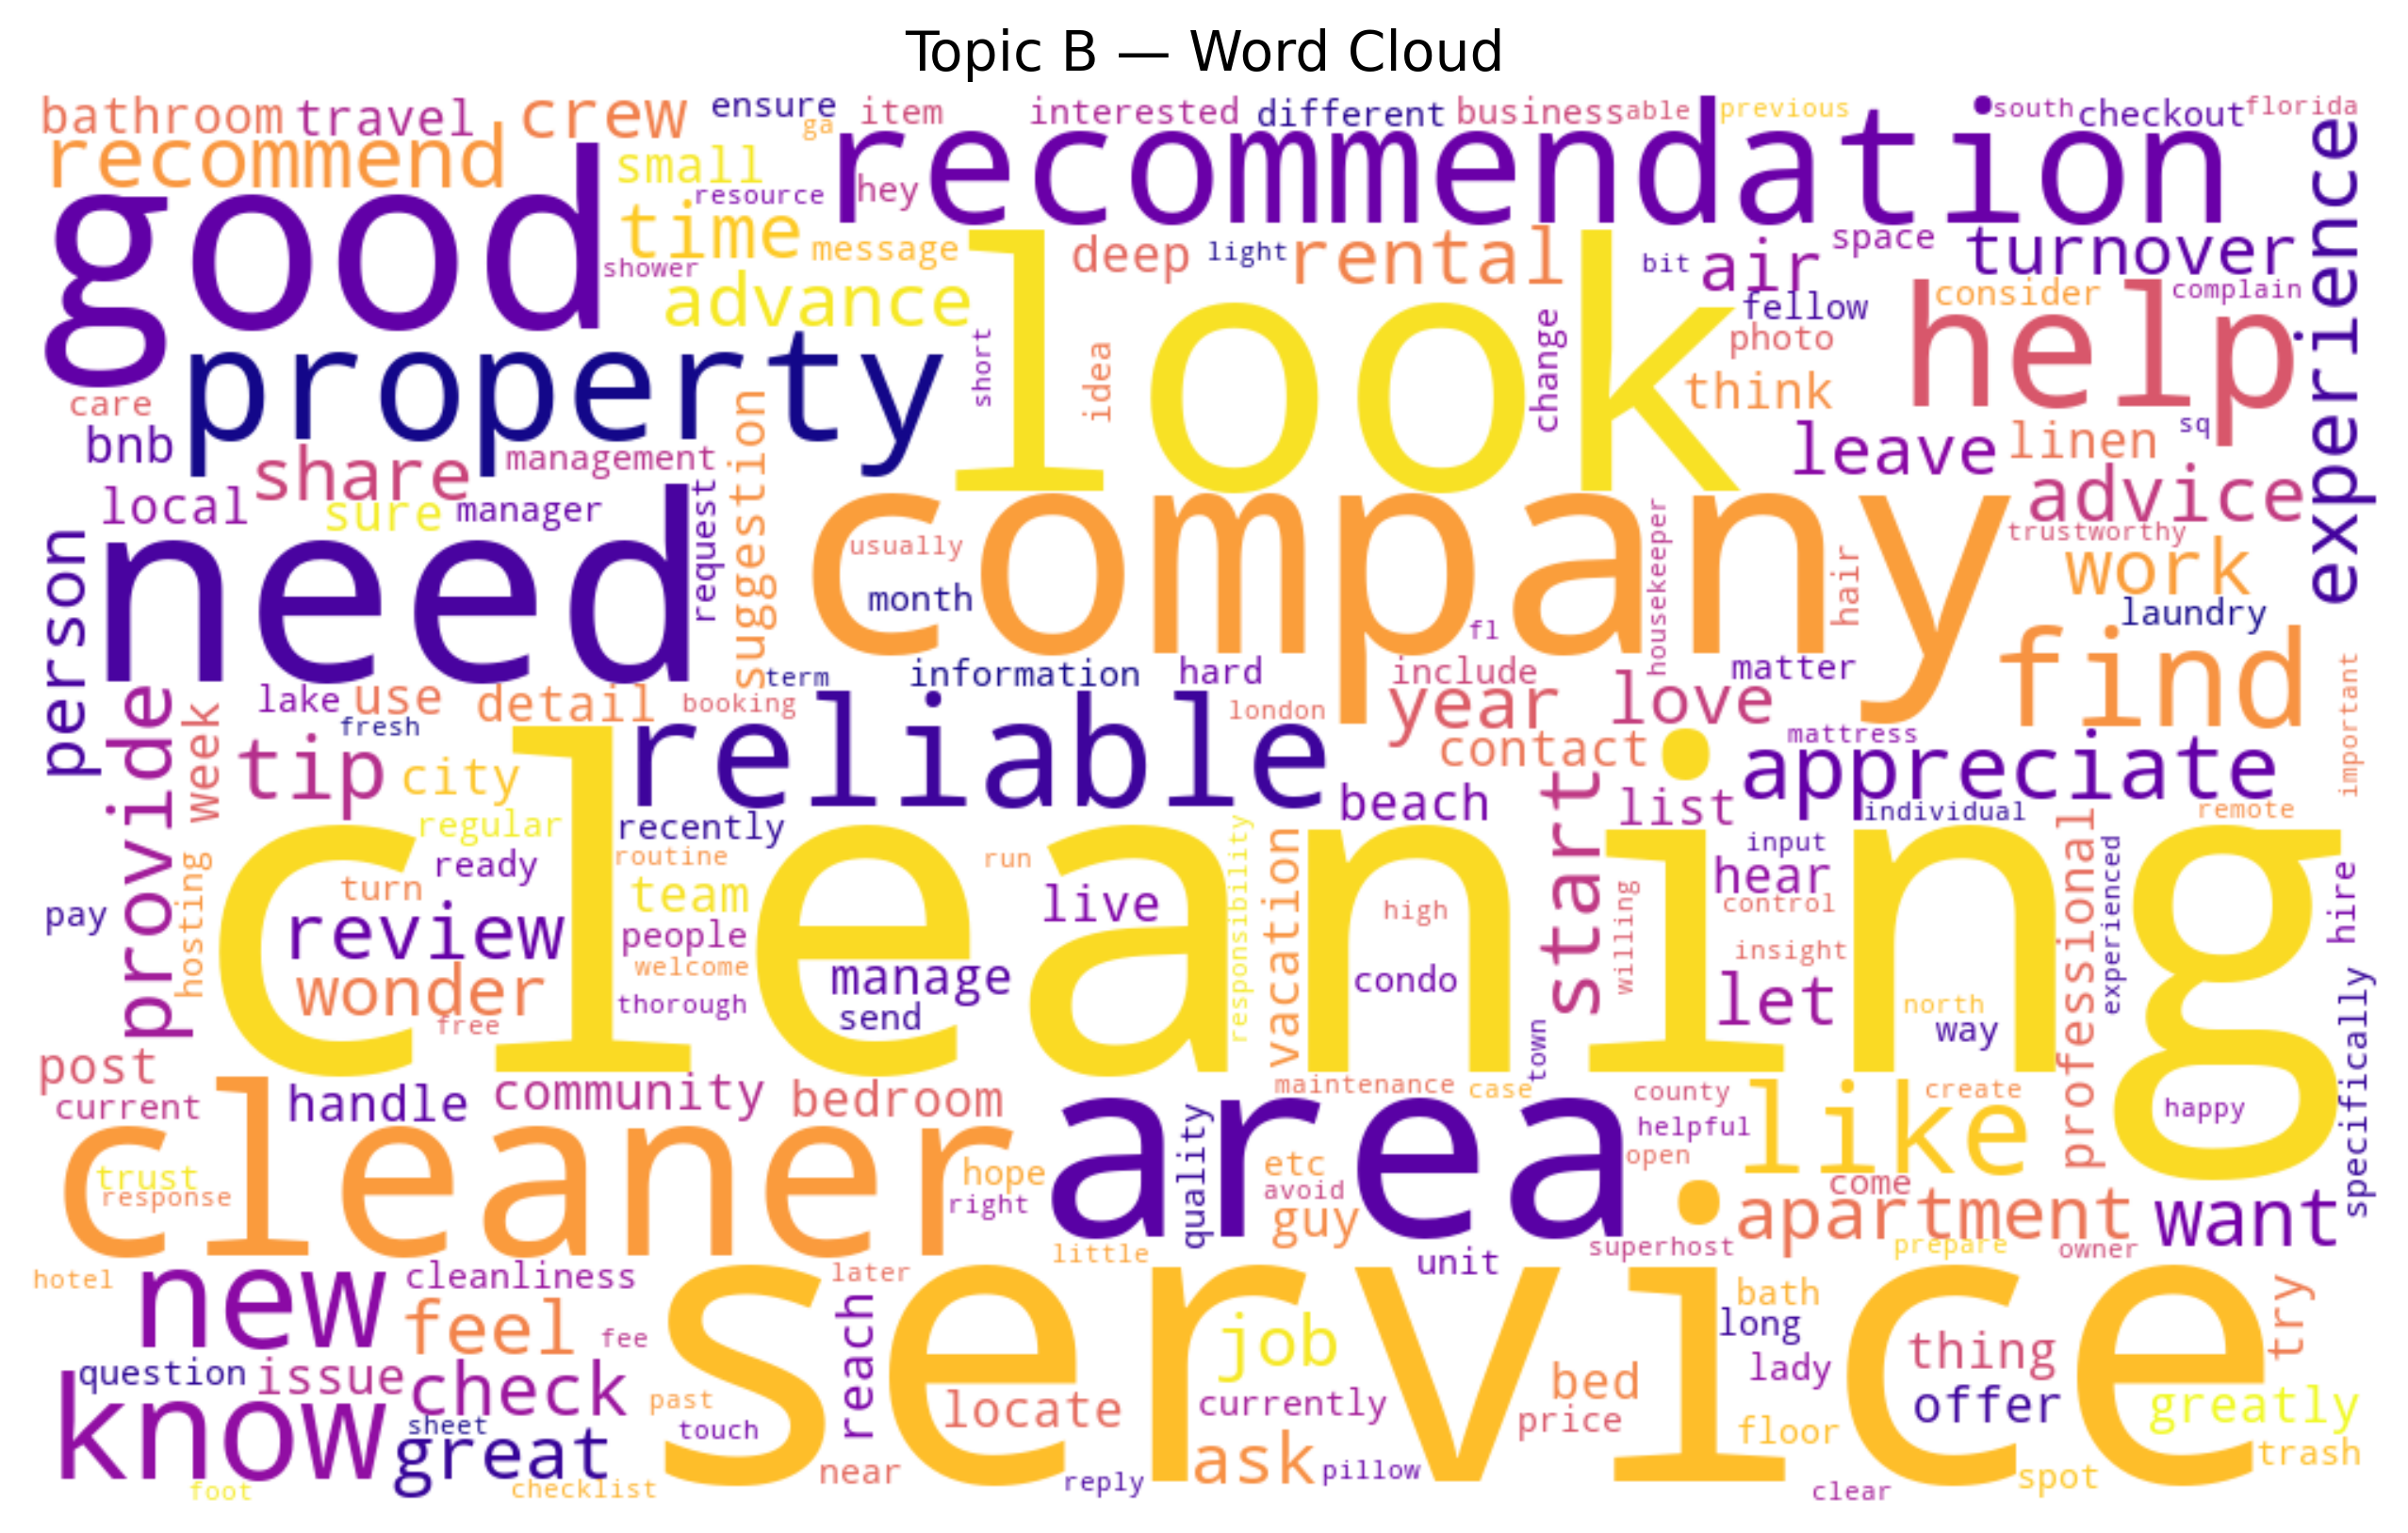 Topic B — Word Cloud
bathroom travel crew ensure item interested different business able previous south checkout florida
recommend ga recommendation
good small resource hey experience
time message shower deep light rental bit air space turnover
advance look fellow consider complain help
property short idea change photo think
care bnb suggestion leave linen sq
share management advice
local sure manager request company trustworthy
need usually month housekeeper hair work laundry
person fl find
term information hard include matter important
lake use detail booking london year love
provide week fresh reliable contact mattress
tip city beach start list appreciate
cleaning regular recently individual remote
ready routine run responsibility vacation input professional experienced
hosting turn team live hear hire
pay review people high willing control
wonder welcome manage condo insight
free thorough send let north way specifically
post town
current handle community bedroom maintenance case county like create happy
cleaner area quality helpful
trust response hope right etc avoid guy open come
apartment want
little unit superhost prepare owner
hotel new cleanliness later service bath try
feel fee reach job long
question issue check past locate currently bed price lady thing offer greatly
know sheet great touch floor
near ask pillow trash
foot checklist reply clear spot